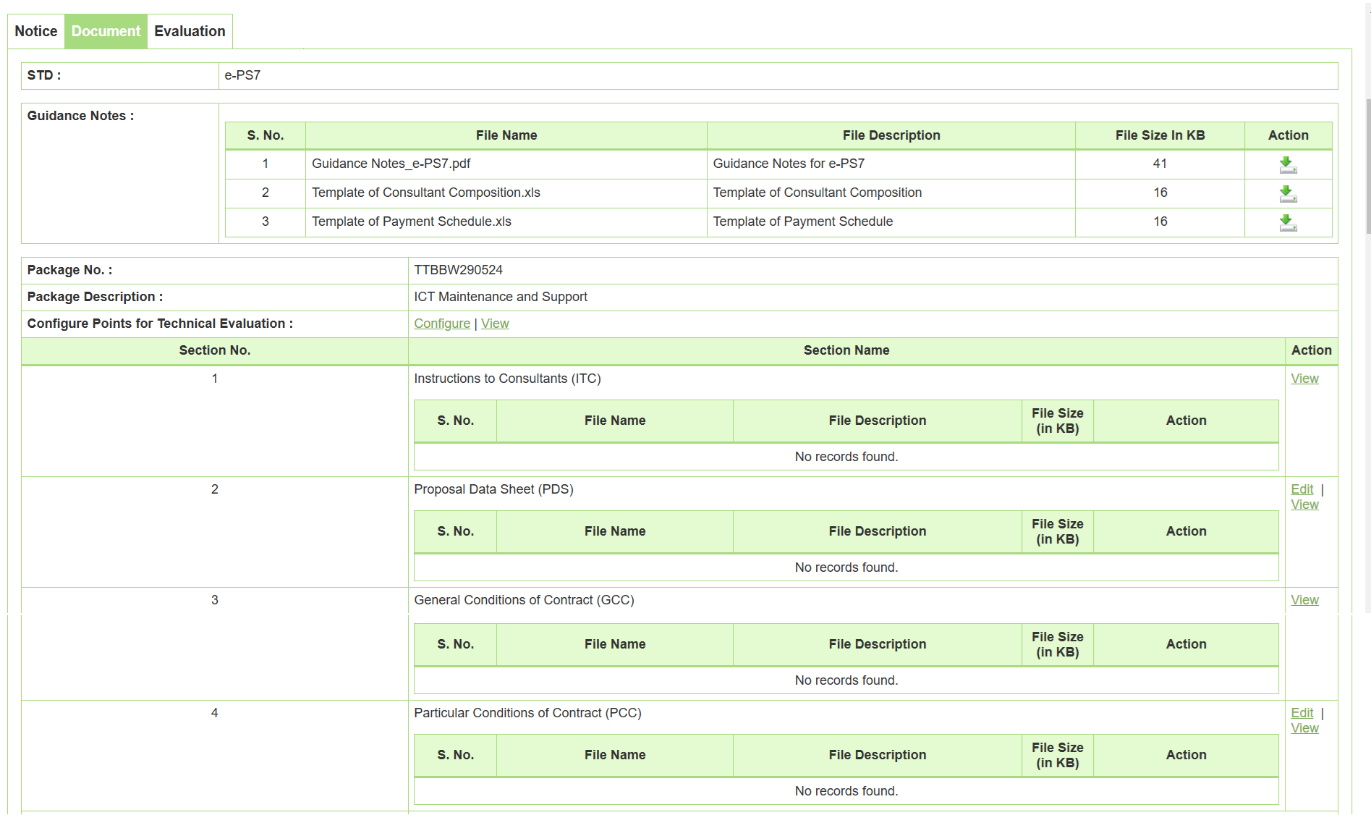 Notice Document Evaluation
STD : e-PS7
Guidance Notes :
S. No. File Name File Description File Size In KB Action
1 Guidance Notes_e-PS7.pdf Guidance Notes for e-PS7 41
2 Template of Consultant Composition.xls Template of Consultant Composition 16
3 Template of Payment Schedule.xls Template of Payment Schedule 16
Package No. : TTBBW290524
Package Description : ICT Maintenance and Support
Configure Points for Technical Evaluation : Configure | View
Section No. Section Name Action
1 Instructions to Consultants (ITC) View
S. No. File Name File Description File Size (in KB) Action
No records found.
2 Proposal Data Sheet (PDS) Edit | View
S. No. File Name File Description File Size (in KB) Action
No records found.
3 General Conditions of Contract (GCC) View
S. No. File Name File Description File Size (in KB) Action
No records found.
4 Particular Conditions of Contract (PCC) Edit | View
S. No. File Name File Description File Size (in KB) Action
No records found.